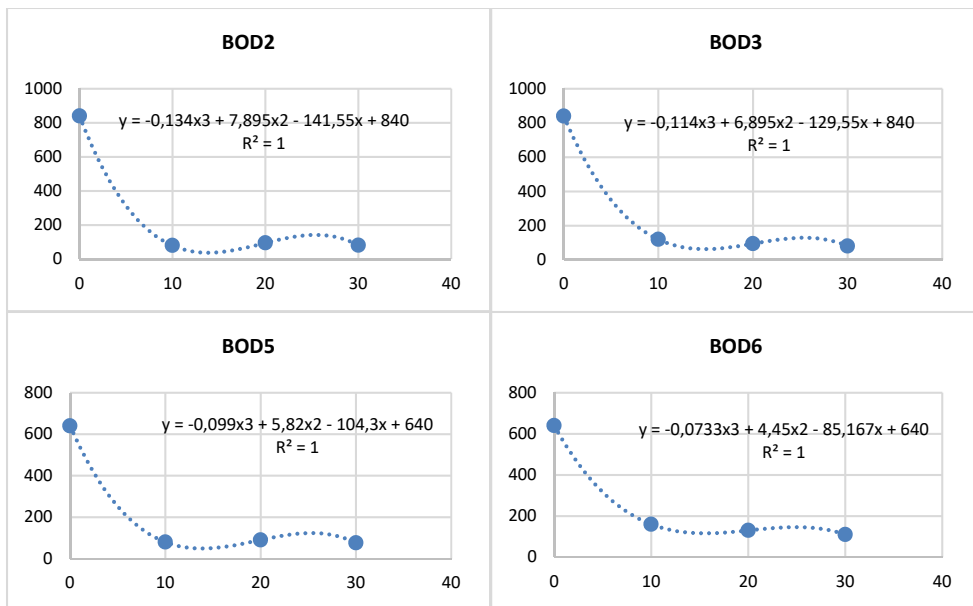 BOD2
1000
800
600
400
200
0
0 10 20 30 40
y = -0,134x3 + 7,895x2 - 141,55x + 840
R² = 1
BOD3
1000
800
600
400
200
0
0 10 20 30 40
y = -0,114x3 + 6,895x2 - 129,55x + 840
R² = 1
BOD5
800
600
400
200
0
0 10 20 30 40
y = -0,099x3 + 5,82x2 - 104,3x + 640
R² = 1
BOD6
800
600
400
200
0
0 10 20 30 40
y = -0,0733x3 + 4,45x2 - 85,167x + 640
R² = 1